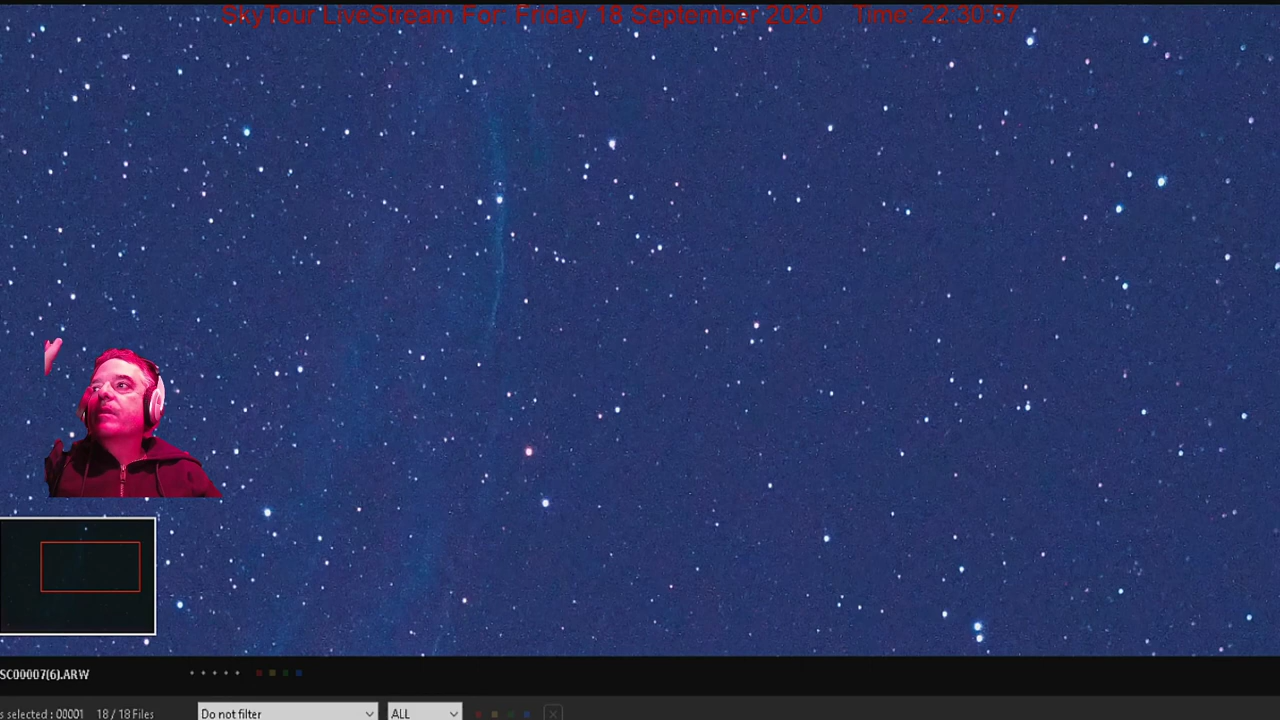 SkyTour LiveStream For: Friday 18 September 2020 Time: 22:30:57
SC00007(6).ARW
s selected : 00001 18 / 18 Files Do not filter ALL